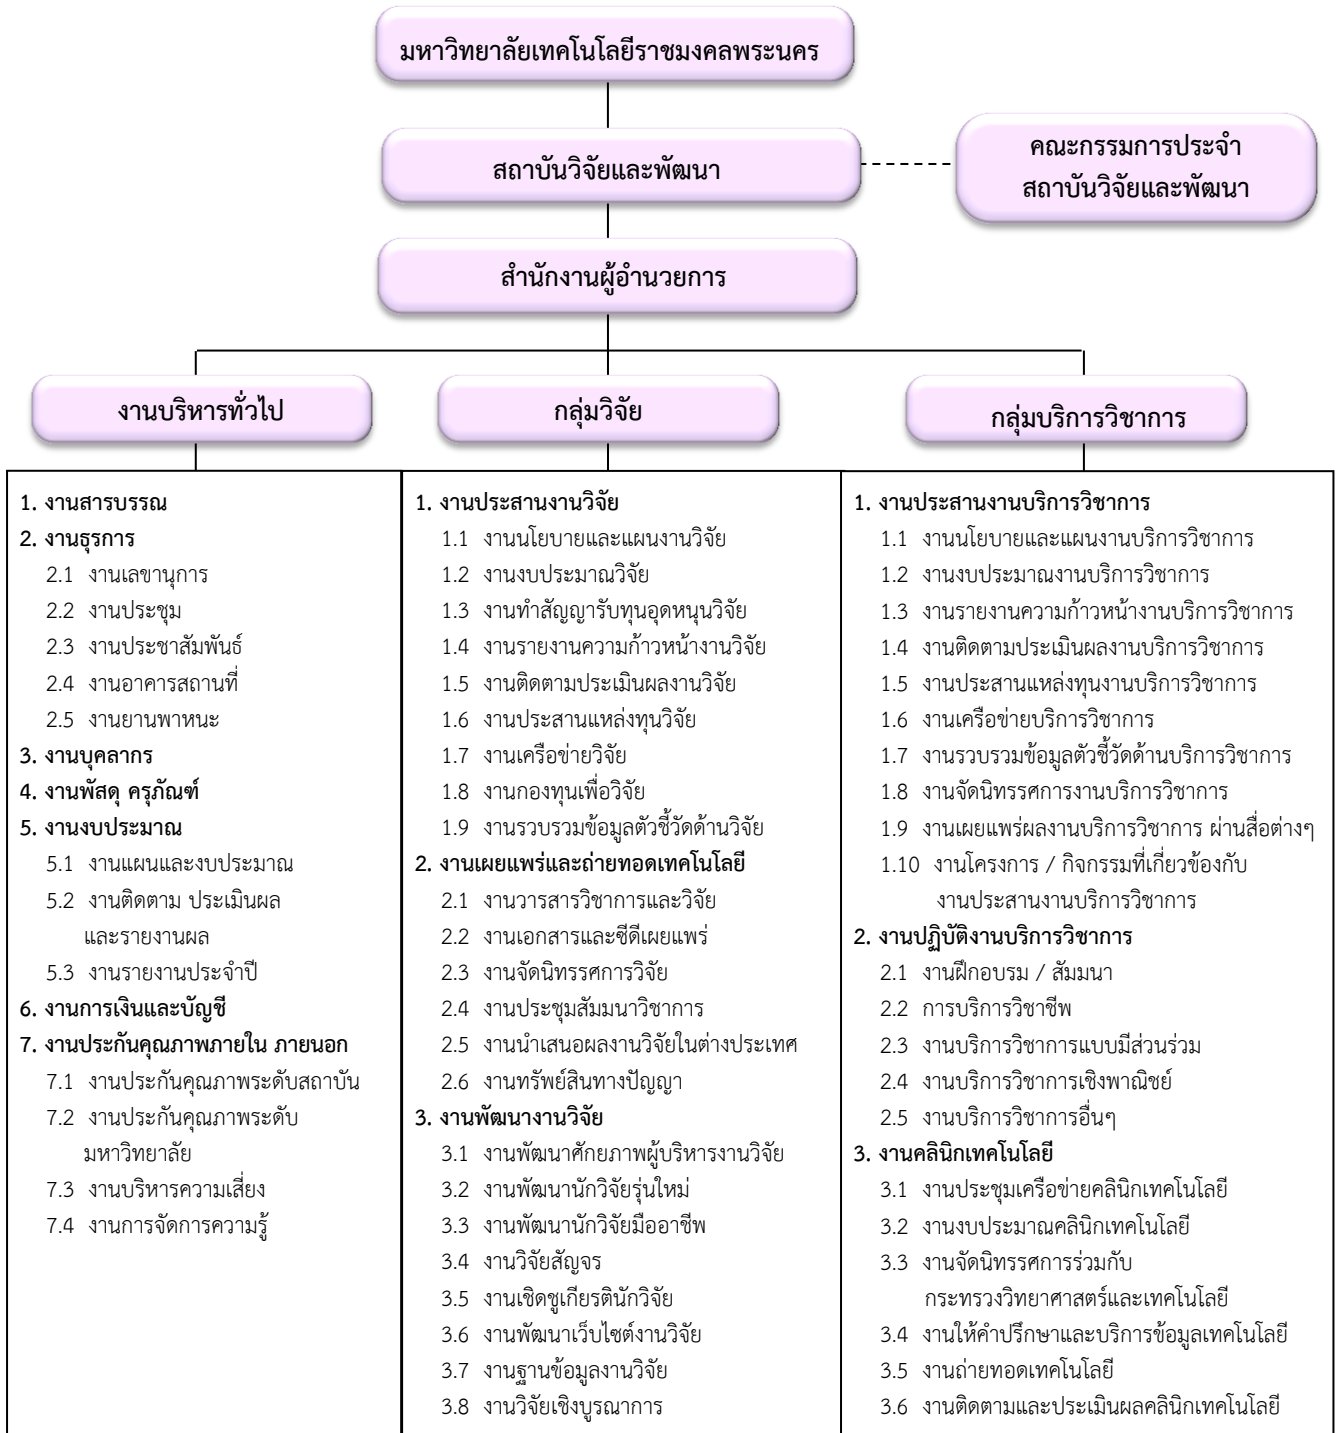 มหาวิทยาลัยเทคโนโลยีราชมงคลพระนคร
สถาบันวิจัยและพัฒนา
คณะกรรมการประจำ
สถาบันวิจัยและพัฒนา
สำนักงานผู้อำนวยการ
งานบริหารทั่วไป
กลุ่มวิจัย
กลุ่มบริการวิชาการ
1. งานสารบรรณ
2. งานธุรการ
2.1 งานเลขานุการ
2.2 งานประชุม
2.3 งานประชาสัมพันธ์
2.4 งานอาคารสถานที่
2.5 งานยานพาหนะ
3. งานบุคลากร
4. งานพัสดุ ครุภัณฑ์
5. งานงบประมาณ
5.1 งานแผนและงบประมาณ
5.2 งานติดตาม ประเมินผล
และรายงานผล
5.3 งานรายงานประจำปี
6. งานการเงินและบัญชี
7. งานประกันคุณภาพภายใน ภายนอก
7.1 งานประกันคุณภาพระดับสถาบัน
7.2 งานประกันคุณภาพระดับ
มหาวิทยาลัย
7.3 งานบริหารความเสี่ยง
7.4 งานการจัดการความรู้
1. งานประสานงานวิจัย
1.1 งานนโยบายและแผนงานวิจัย
1.2 งานงบประมาณวิจัย
1.3 งานทำสัญญารับทุนอุดหนุนวิจัย
1.4 งานรายงานความก้าวหน้างานวิจัย
1.5 งานติดตามประเมินผลงานวิจัย
1.6 งานประสานแหล่งทุนวิจัย
1.7 งานเครือข่ายวิจัย
1.8 งานกองทุนเพื่อวิจัย
1.9 งานรวบรวมข้อมูลตัวชี้วัดด้านวิจัย
2. งานเผยแพร่และถ่ายทอดเทคโนโลยี
2.1 งานวารสารวิชาการและวิจัย
2.2 งานเอกสารและซีดีเผยแพร่
2.3 งานจัดนิทรรศการวิจัย
2.4 งานประชุมสัมมนาวิชาการ
2.5 งานนำเสนอผลงานวิจัยในต่างประเทศ
2.6 งานทรัพย์สินทางปัญญา
3. งานพัฒนางานวิจัย
3.1 งานพัฒนาศักยภาพผู้บริหารงานวิจัย
3.2 งานพัฒนานักวิจัยรุ่นใหม่
3.3 งานพัฒนานักวิจัยมืออาชีพ
3.4 งานวิจัยสัญจร
3.5 งานเชิดชูเกียรตินักวิจัย
3.6 งานพัฒนาเว็บไซต์งานวิจัย
3.7 งานฐานข้อมูลงานวิจัย
3.8 งานวิจัยเชิงบูรณาการ
1. งานประสานงานบริการวิชาการ
1.1 งานนโยบายและแผนงานบริการวิชาการ
1.2 งานงบประมาณงานบริการวิชาการ
1.3 งานรายงานความก้าวหน้างานบริการวิชาการ
1.4 งานติดตามประเมินผลงานบริการวิชาการ
1.5 งานประสานแหล่งทุนงานบริการวิชาการ
1.6 งานเครือข่ายบริการวิชาการ
1.7 งานรวบรวมข้อมูลตัวชี้วัดด้านบริการวิชาการ
1.8 งานจัดนิทรรศการงานบริการวิชาการ
1.9 งานเผยแพร่ผลงานบริการวิชาการ ผ่านสื่อต่างๆ
1.10 งานโครงการ / กิจกรรมที่เกี่ยวข้องกับ
งานประสานงานบริการวิชาการ
2. งานปฏิบัติงานบริการวิชาการ
2.1 งานฝึกอบรม / สัมมนา
2.2 การบริการวิชาชีพ
2.3 งานบริการวิชาการแบบมีส่วนร่วม
2.4 งานบริการวิชาการเชิงพาณิชย์
2.5 งานบริการวิชาการอื่นๆ
3. งานคลินิกเทคโนโลยี
3.1 งานประชุมเครือข่ายคลินิกเทคโนโลยี
3.2 งานงบประมาณคลินิกเทคโนโลยี
3.3 งานจัดนิทรรศการร่วมกับ
กระทรวงวิทยาศาสตร์และเทคโนโลยี
3.4 งานให้คำปรึกษาและบริการข้อมูลเทคโนโลยี
3.5 งานถ่ายทอดเทคโนโลยี
3.6 งานติดตามและประเมินผลคลินิกเทคโนโลยี